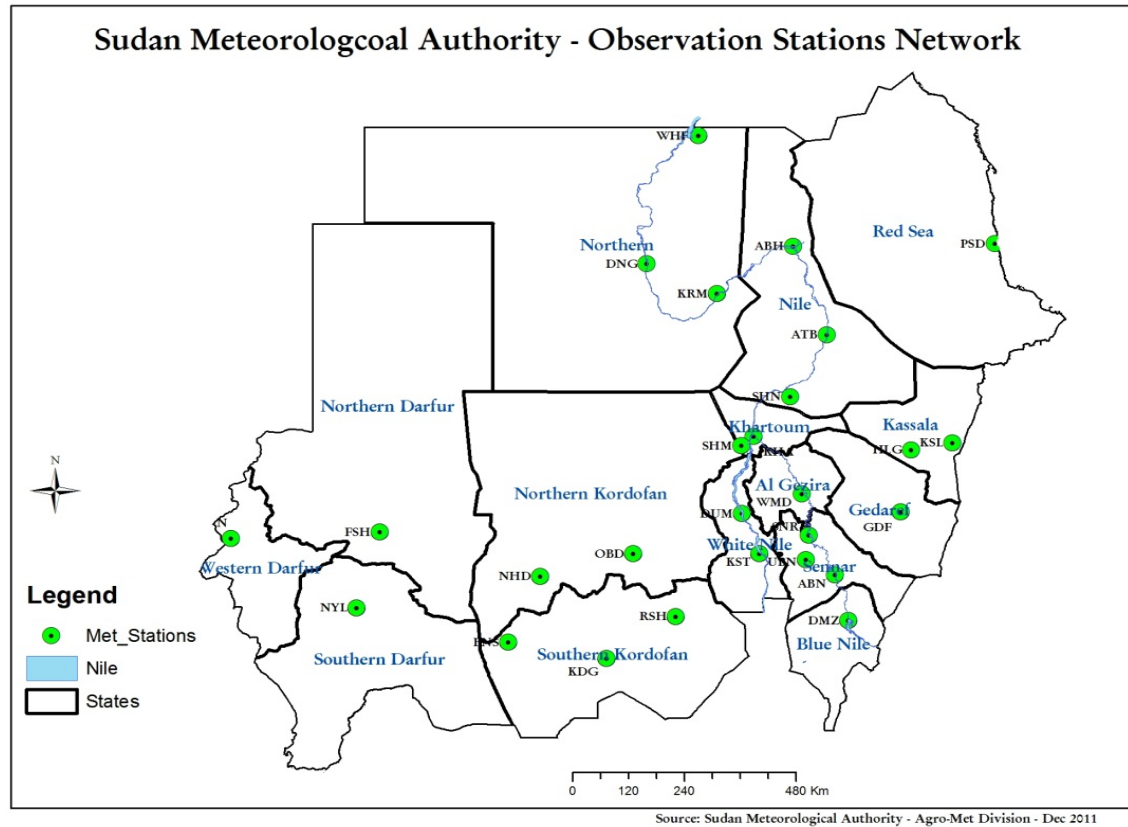 Sudan Meteorologcoal Authority - Observation Stations Network
WHF
Red Sea
Northern
ABH
PSD
DNG
KRM
Nile
ATB
SHN
Northern Darfur
Khartoum
Kassala
SHM
HLG
KSL
N
Al Gezira
Northern Kordofan
WMD
Gedaref
DUM
GDF
N
FSH
SNR
White Nile
OBD
KST
Western Darfur
Sennar
NHD
ABN
Legend
NYL
RSH
DMZ
Met_Stations
Blue Nile
Southern Kordofan
Southern Darfur
Nile
KDG
States
0 120 240 480 Km
Source: Sudan Meteorological Authority - Agro-Met Division - Dec 2011